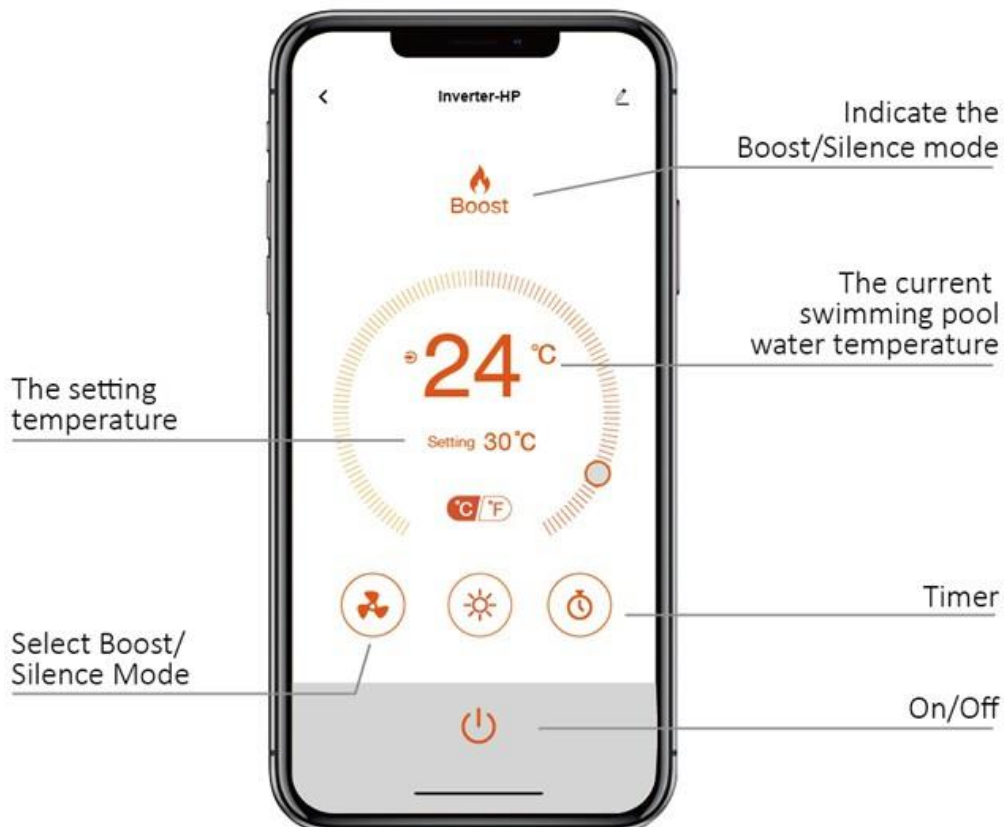 Inverter-HP
Indicate the
Boost/Silence mode
Boost
The current
swimming pool
water temperature
24 °C
The setting
temperature
Setting 30°C
°C/°F
Timer
Select Boost/
Silence Mode
On/Off